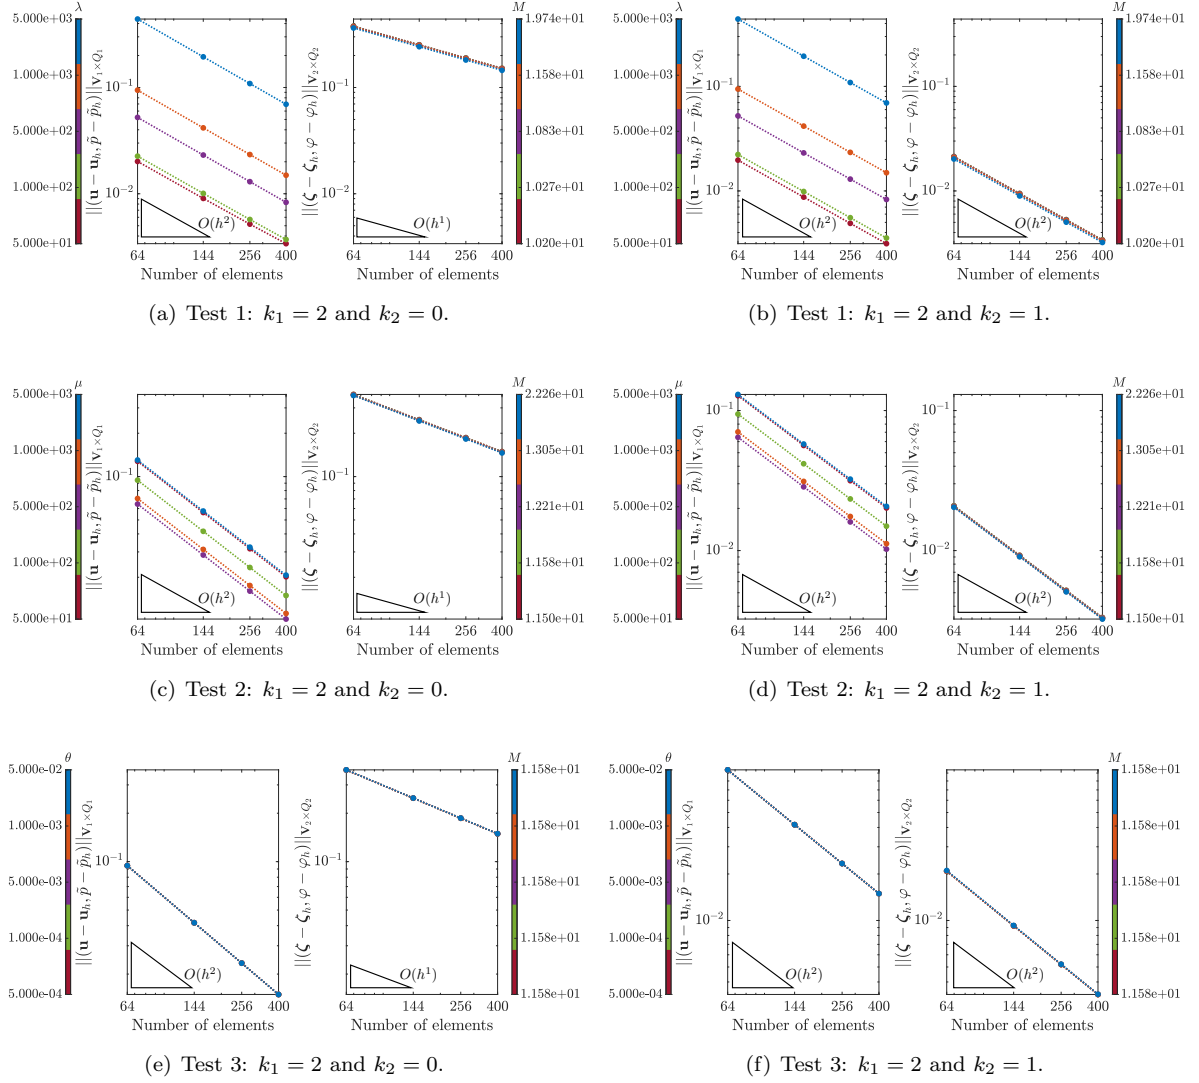 λ M λ M
5.000e+03 1.974e+01 5.000e+03 1.974e+01
1.000e+03 1.158e+01 1.000e+03 1.158e+01
5.000e+02 1.083e+01 5.000e+02 1.083e+01
1.000e+02 1.027e+01 1.000e+02 1.027e+01
5.000e+01 1.020e+01 5.000e+01 1.020e+01
||(u − u_h, p̃ − p̃_h)||_{V_1×Q_1} ||(ζ − ζ_h, φ − φ_h)||_{V_2×Q_2} ||(u − u_h, p̃ − p̃_h)||_{V_1×Q_1} ||(ζ − ζ_h, φ − φ_h)||_{V_2×Q_2}
10^{-1} 10^{-1} 10^{-1} 10^{-1}
10^{-2} 10^{-2} 10^{-2} 10^{-2}
O(h^2) O(h^1) O(h^2) O(h^2)
64 144 256 400 64 144 256 400 64 144 256 400 64 144 256 400
Number of elements Number of elements Number of elements Number of elements
(a) Test 1: k_1 = 2 and k_2 = 0. (b) Test 1: k_1 = 2 and k_2 = 1.
μ M μ M
5.000e+03 2.226e+01 5.000e+03 2.226e+01
1.000e+03 1.305e+01 1.000e+03 1.305e+01
5.000e+02 1.221e+01 5.000e+02 1.221e+01
1.000e+02 1.158e+01 1.000e+02 1.158e+01
5.000e+01 1.150e+01 5.000e+01 1.150e+01
||(u − u_h, p̃ − p̃_h)||_{V_1×Q_1} ||(ζ − ζ_h, φ − φ_h)||_{V_2×Q_2} ||(u − u_h, p̃ − p̃_h)||_{V_1×Q_1} ||(ζ − ζ_h, φ − φ_h)||_{V_2×Q_2}
10^{-1} 10^{-1} 10^{-1} 10^{-1}
10^{-2} 10^{-2}
O(h^2) O(h^1) O(h^2) O(h^2)
64 144 256 400 64 144 256 400 64 144 256 400 64 144 256 400
Number of elements Number of elements Number of elements Number of elements
(c) Test 2: k_1 = 2 and k_2 = 0. (d) Test 2: k_1 = 2 and k_2 = 1.
θ M θ M
5.000e-02 1.158e+01 5.000e-02 1.158e+01
1.000e-03 1.158e+01 1.000e-03 1.158e+01
5.000e-03 1.158e+01 5.000e-03 1.158e+01
1.000e-04 1.158e+01 1.000e-04 1.158e+01
5.000e-04 1.158e+01 5.000e-04 1.158e+01
||(u − u_h, p̃ − p̃_h)||_{V_1×Q_1} ||(ζ − ζ_h, φ − φ_h)||_{V_2×Q_2} ||(u − u_h, p̃ − p̃_h)||_{V_1×Q_1} ||(ζ − ζ_h, φ − φ_h)||_{V_2×Q_2}
10^{-1} 10^{-1} 10^{-2} 10^{-2}
O(h^2) O(h^1) O(h^2) O(h^2)
64 144 256 400 64 144 256 400 64 144 256 400 64 144 256 400
Number of elements Number of elements Number of elements Number of elements
(e) Test 3: k_1 = 2 and k_2 = 0. (f) Test 3: k_1 = 2 and k_2 = 1.